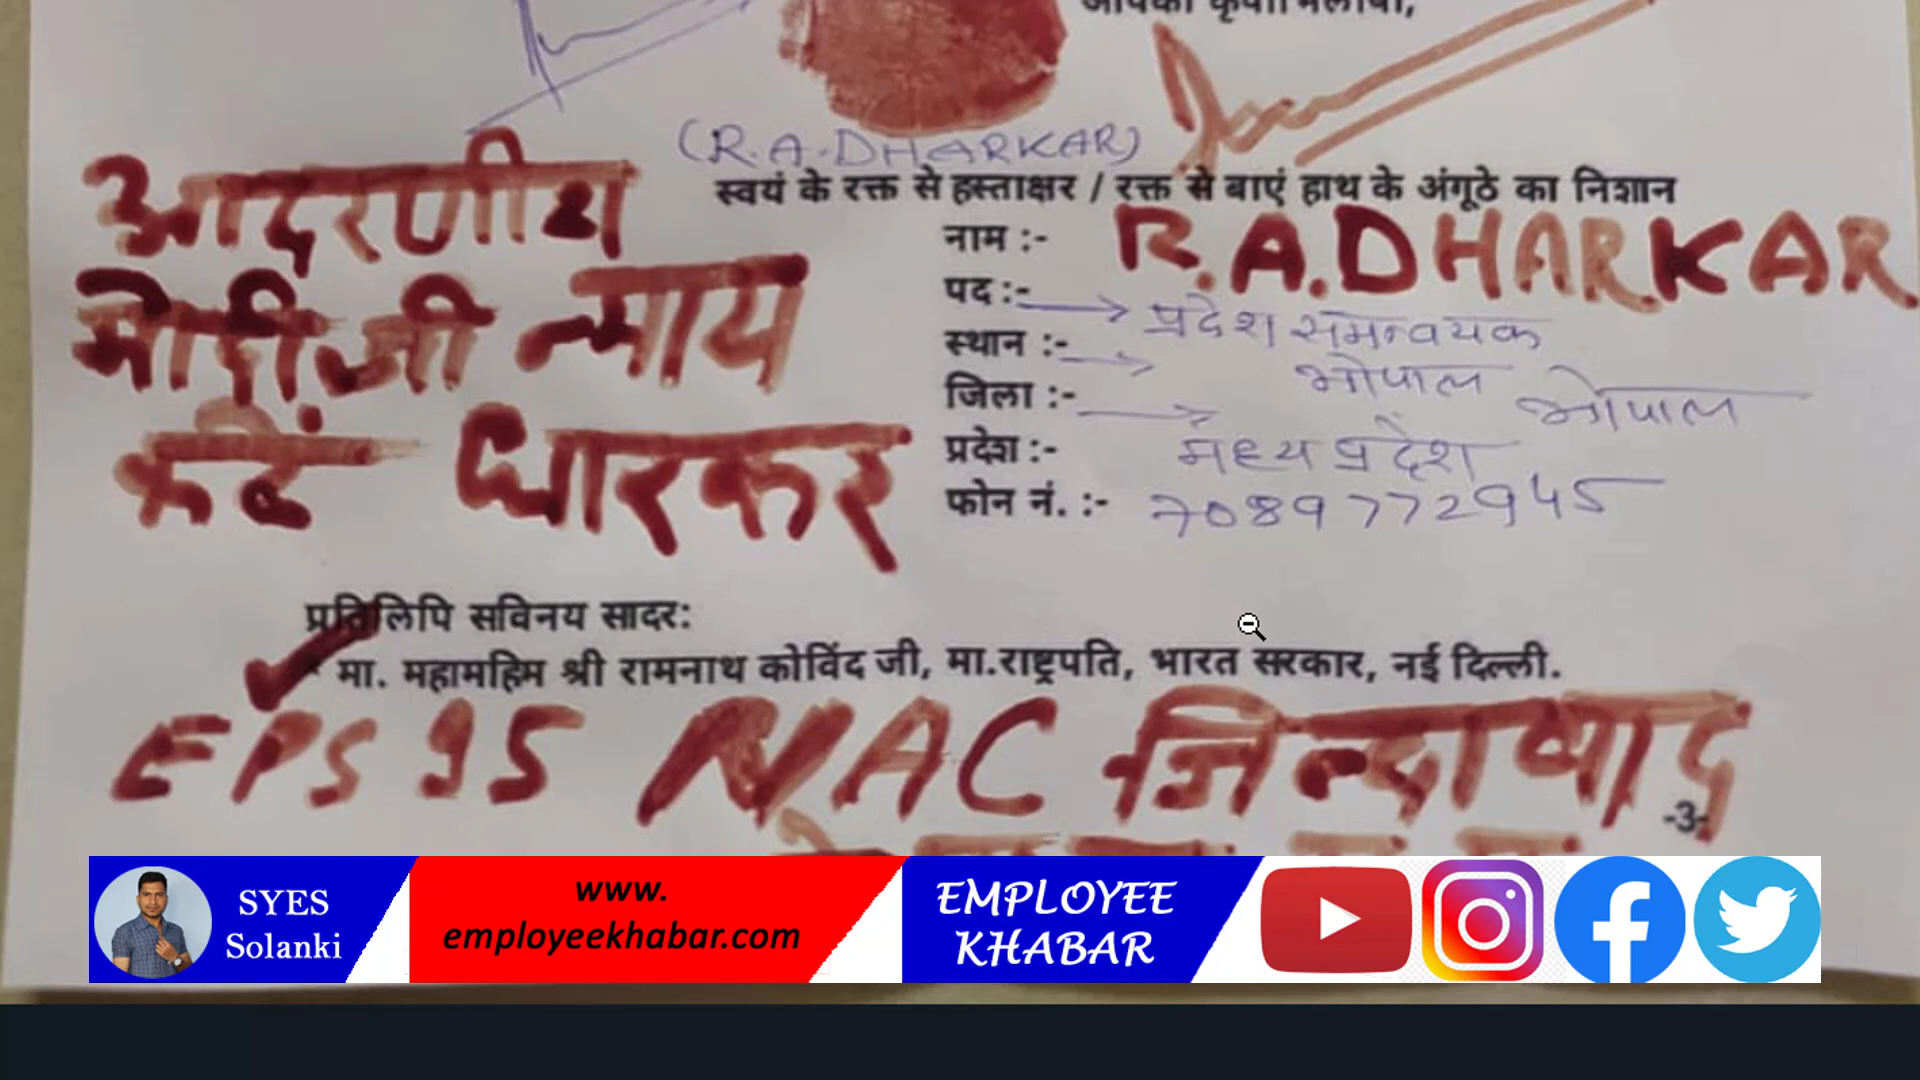 आपका कृपाभिलाषी,
(R.A.DHARKAR)
स्वयं के रक्त से हस्ताक्षर / रक्त से बाएं हाथ के अंगूठे का निशान
आदरणीय
मोदीजी न्याय
करें धारकर
नाम :- R.A.DHARKAR
पद :- प्रदेश समन्वयक
स्थान :- भोपाल
जिला :- भोपाल
प्रदेश :- मध्य प्रदेश
फोन नं. :- 7089772945
प्रतिलिपि सविनय सादर:
* मा. महामहिम श्री रामनाथ कोविंद जी, मा.राष्ट्रपति, भारत सरकार, नई दिल्ली.
EPS 95 NAC जिन्दाबाद
-3-
SYES
Solanki
www.
employeekhabar.com
EMPLOYEE
KHABAR